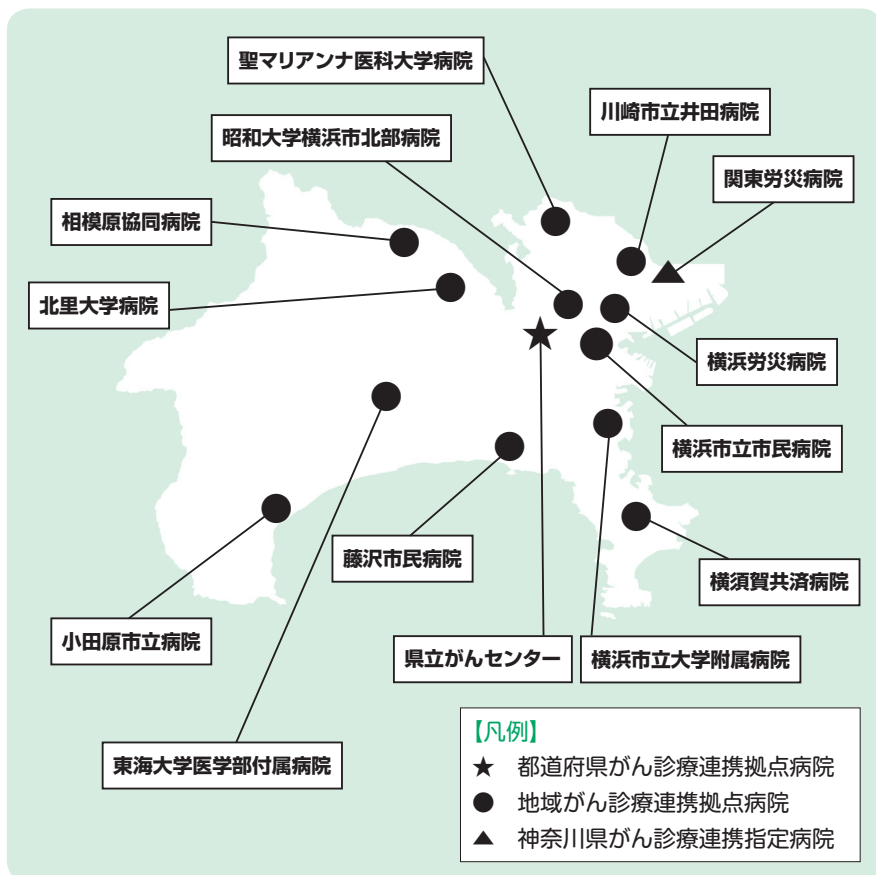 聖マリアンナ医科大学病院
川崎市立井田病院
昭和大学横浜市北部病院
関東労災病院
相模原協同病院
北里大学病院
横浜労災病院
横浜市立市民病院
藤沢市民病院
横須賀共済病院
小田原市立病院
県立がんセンター
横浜市立大学附属病院
東海大学医学部付属病院
【凡例】
★ 都道府県がん診療連携拠点病院
● 地域がん診療連携拠点病院
▲ 神奈川県がん診療連携指定病院